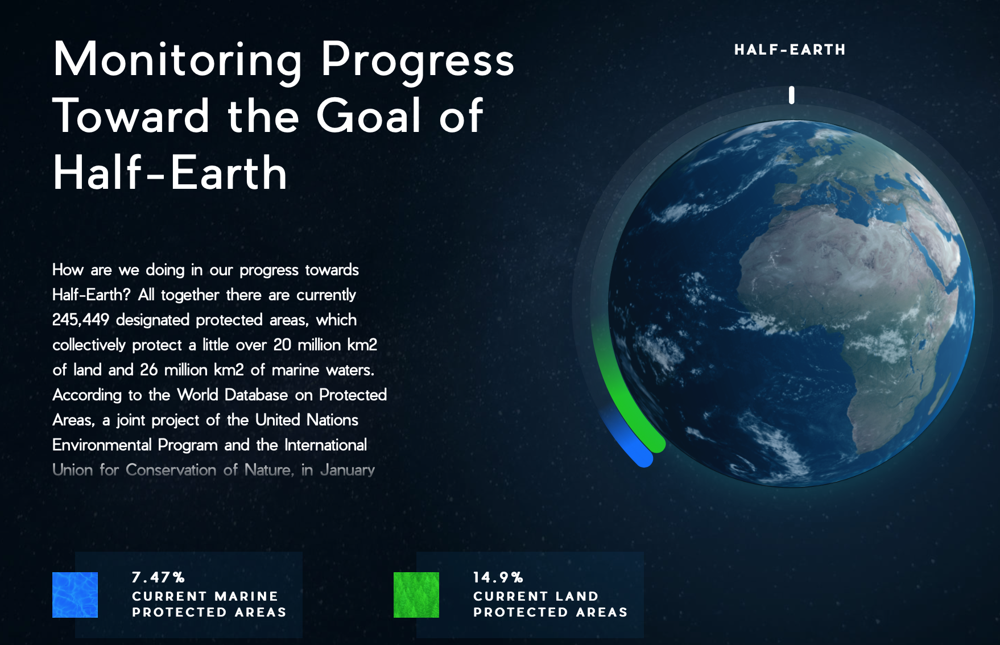 Monitoring Progress
Toward the Goal of
Half-Earth
HALF-EARTH
How are we doing in our progress towards
Half-Earth? All together there are currently
245,449 designated protected areas, which
collectively protect a little over 20 million km2
of land and 26 million km2 of marine waters.
According to the World Database on Protected
Areas, a joint project of the United Nations
Environmental Program and the International
Union for Conservation of Nature, in January
7.47%
CURRENT MARINE
PROTECTED AREAS
14.9%
CURRENT LAND
PROTECTED AREAS